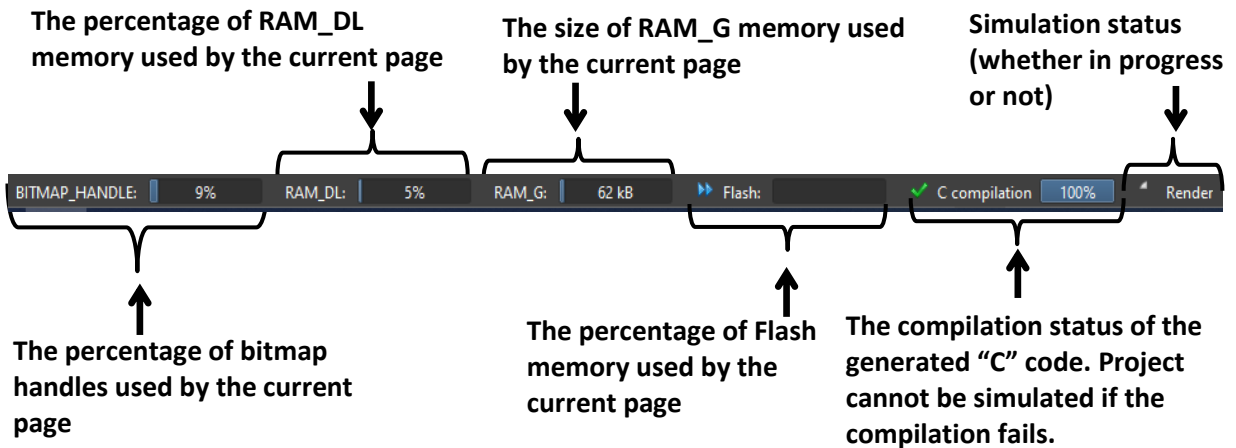 The percentage of RAM_DL
memory used by the current page
The size of RAM_G memory used
by the current page
Simulation status
(whether in progress
or not)
BITMAP_HANDLE: 9% RAM_DL: 5% RAM_G: 62 kB Flash: C compilation 100% Render
The percentage of bitmap
handles used by the current
page
The percentage of Flash
memory used by the
current page
The compilation status of the
generated “C” code. Project
cannot be simulated if the
compilation fails.